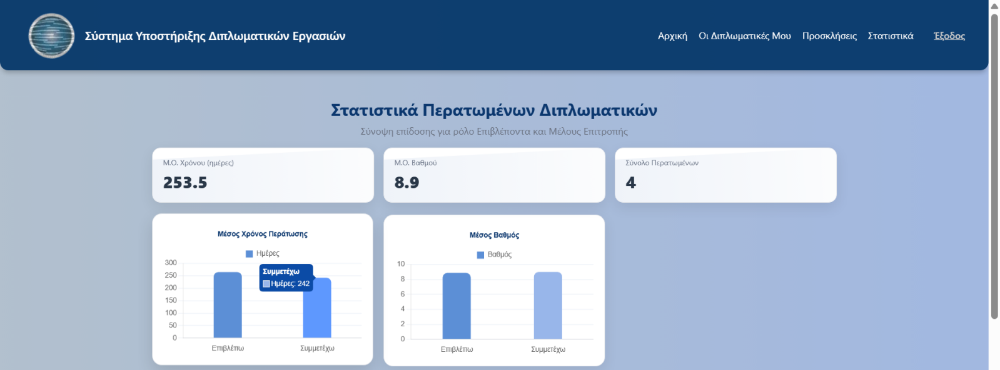 Σύστημα Υποστήριξης Διπλωματικών Εργασιών
Αρχική Οι Διπλωματικές Μου Προσκλήσεις Στατιστικά Έξοδος
Στατιστικά Περατωμένων Διπλωματικών
Σύνοψη επίδοσης για ρόλο Επιβλέποντα και Μέλους Επιτροπής
Μ.Ο. Χρόνου (ημέρες)
253.5
Μ.Ο. Βαθμού
8.9
Σύνολο Περατωμένων
4
Μέσος Χρόνος Περάτωσης
Ημέρες
300
250
200
150
100
50
0
Συμμετέχω
Ημέρες: 242
Επιβλέπω Συμμετέχω
Μέσος Βαθμός
Βαθμός
10
8
6
4
2
0
Επιβλέπω Συμμετέχω